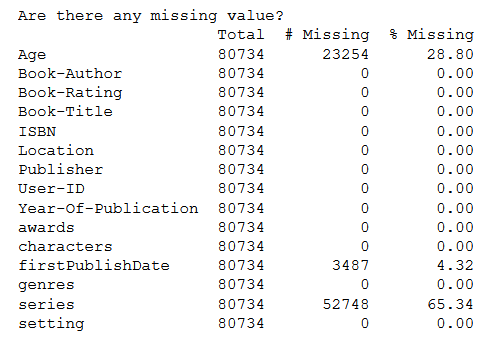 Are there any missing value?
Total # Missing % Missing
Age 80734 23254 28.80
Book-Author 80734 0 0.00
Book-Rating 80734 0 0.00
Book-Title 80734 0 0.00
ISBN 80734 0 0.00
Location 80734 0 0.00
Publisher 80734 0 0.00
User-ID 80734 0 0.00
Year-Of-Publication 80734 0 0.00
awards 80734 0 0.00
characters 80734 0 0.00
firstPublishDate 80734 3487 4.32
genres 80734 0 0.00
series 80734 52748 65.34
setting 80734 0 0.00